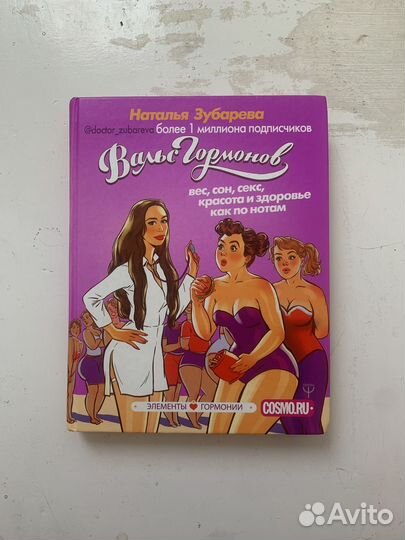 Наталья Зубарева
@doctor_zubareva более 1 миллиона подписчиков
Вальс Гормонов
вес, сон, секс,
красота и здоровье
как по нотам
ЭЛЕМЕНТЫ ГОРМОНИИ
COSMO.RU
Avito